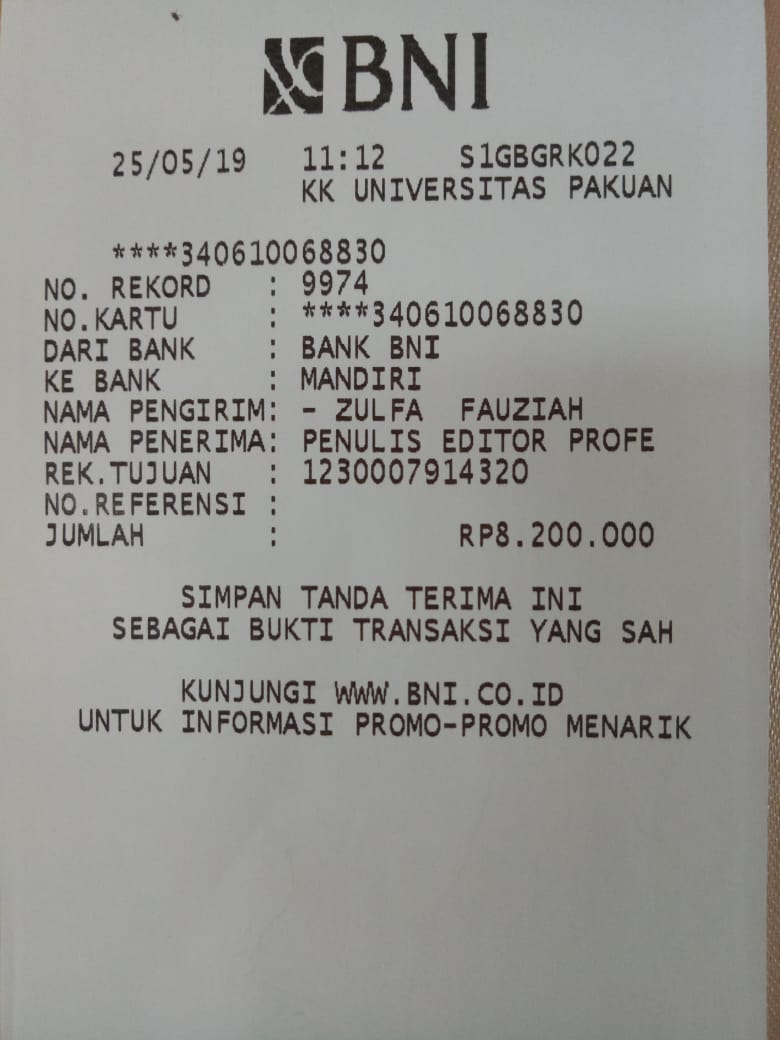 BNI
25/05/19 11:12 S1GBGRK022
KK UNIVERSITAS PAKUAN
****340610068830
NO. REKORD : 9974
NO.KARTU : ****340610068830
DARI BANK : BANK BNI
KE BANK : MANDIRI
NAMA PENGIRIM: - ZULFA FAUZIAH
NAMA PENERIMA: PENULIS EDITOR PROFE
REK.TUJUAN : 1230007914320
NO.REFERENSI :
JUMLAH : RP8.200.000
SIMPAN TANDA TERIMA INI
SEBAGAI BUKTI TRANSAKSI YANG SAH
KUNJUNGI WWW.BNI.CO.ID
UNTUK INFORMASI PROMO-PROMO MENARIK